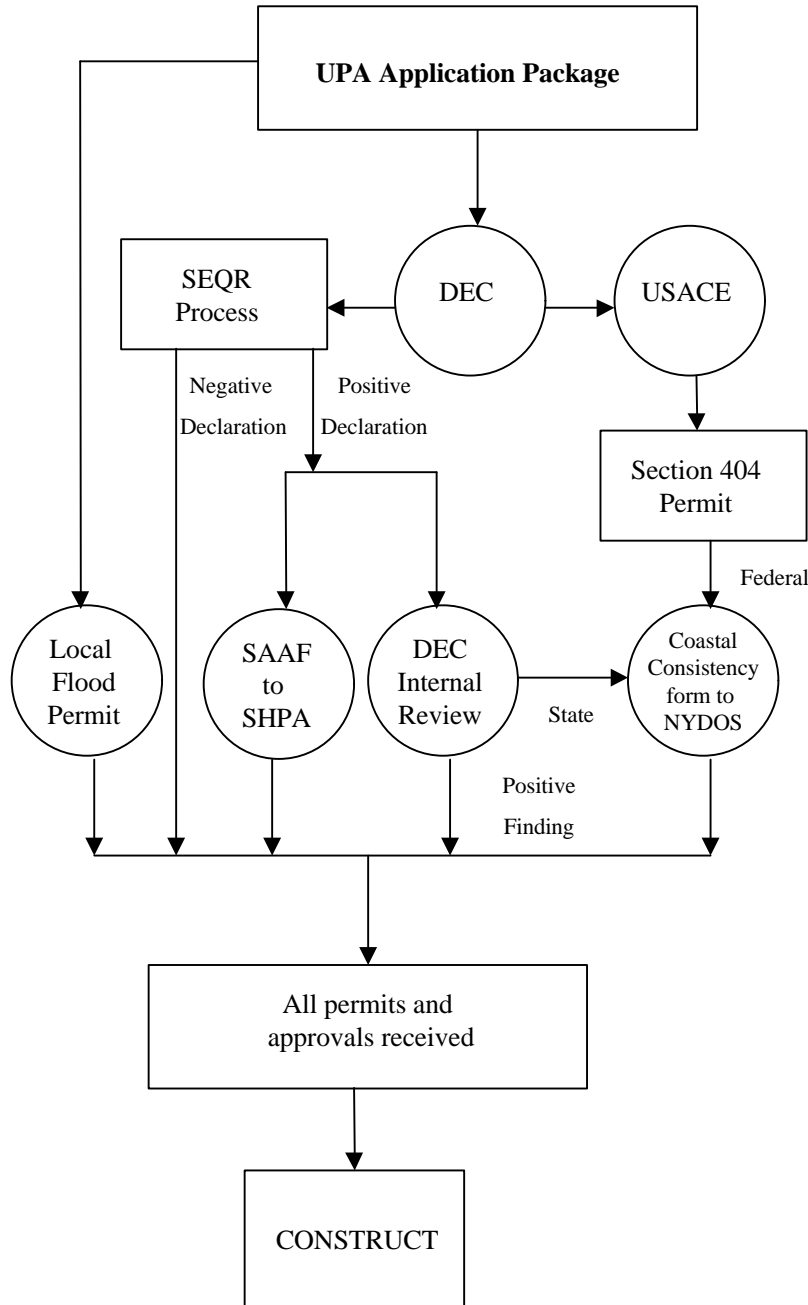 UPA Application Package
SEQR
Process
DEC
USACE
Negative
Declaration
Positive
Declaration
Section 404
Permit
Federal
Local
Flood
Permit
SAAF
to
SHPA
DEC
Internal
Review
State
Coastal
Consistency
form to
NYDOS
Positive
Finding
All permits and
approvals received
CONSTRUCT